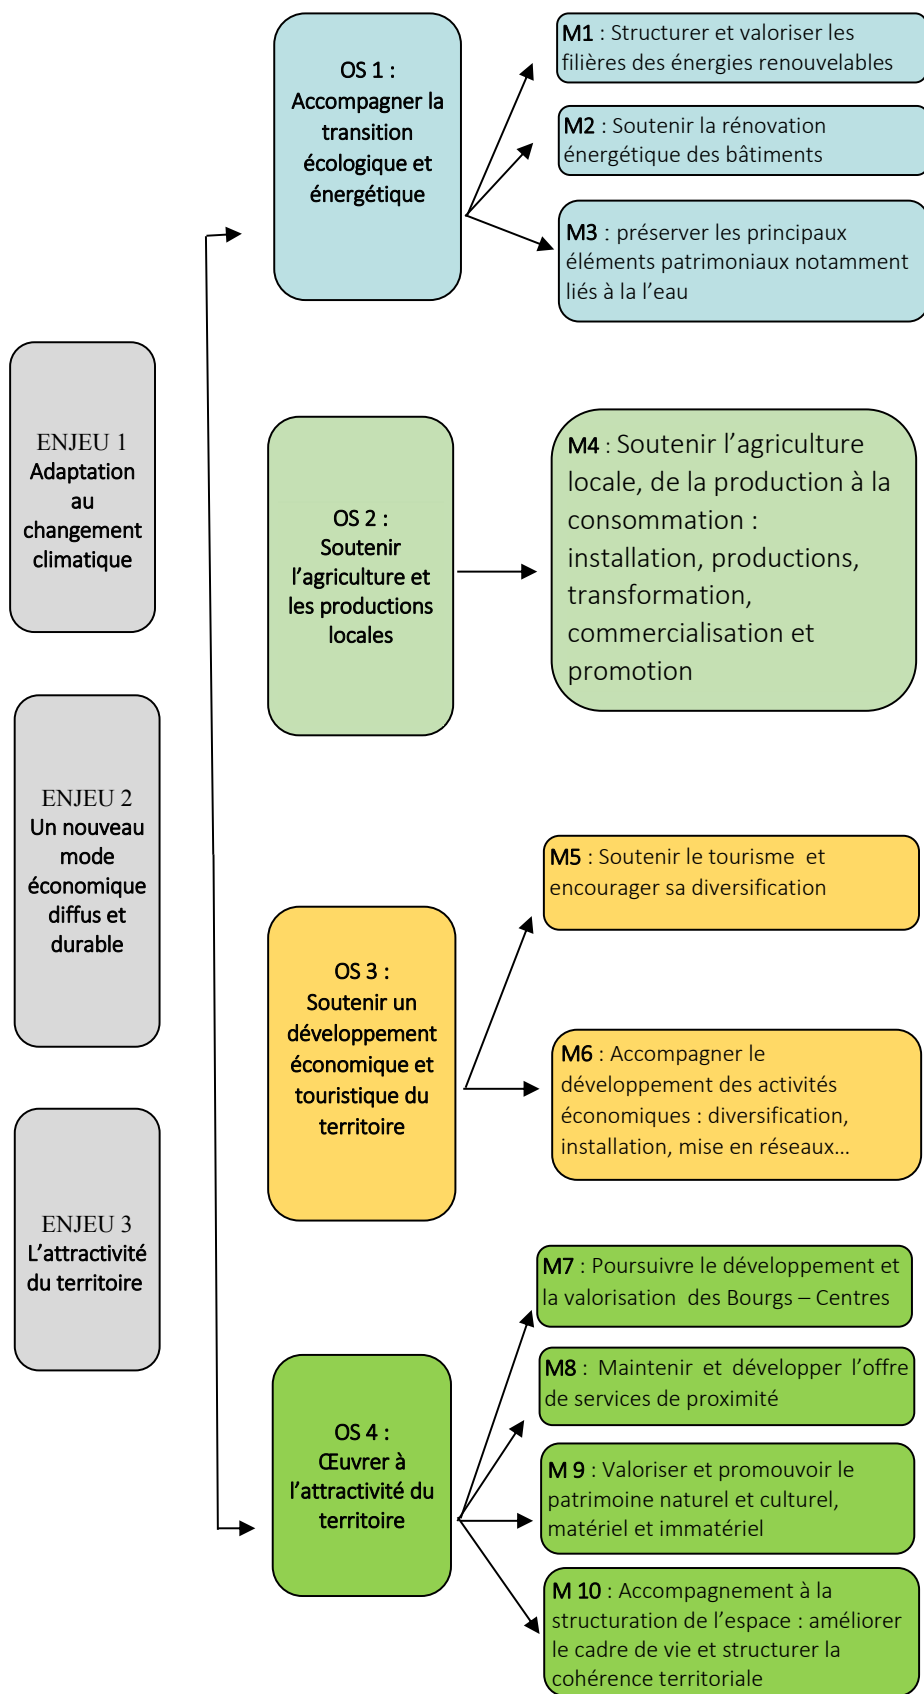 ENJEU 1
Adaptation
au
changement
climatique
ENJEU 2
Un nouveau
mode
économique
diffus et
durable
ENJEU 3
L'attractivité
du territoire
OS 1 :
Accompagner la
transition
écologique et
énergétique
M1 : Structurer et valoriser les
filières des énergies renouvelables
M2 : Soutenir la rénovation
énergétique des bâtiments
M3 : préserver les principaux
éléments patrimoniaux notamment
liés à la l'eau
OS 2 :
Soutenir
l'agriculture et
les productions
locales
M4 : Soutenir l'agriculture
locale, de la production à la
consommation :
installation, productions,
transformation,
commercialisation et
promotion
OS 3 :
Soutenir un
développement
économique et
touristique du
territoire
M5 : Soutenir le tourisme et
encourager sa diversification
M6 : Accompagner le
développement des activités
économiques : diversification,
installation, mise en réseaux…
OS 4 :
Œuvrer à
l'attractivité du
territoire
M7 : Poursuivre le développement et
la valorisation des Bourgs – Centres
M8 : Maintenir et développer l'offre
de services de proximité
M 9 : Valoriser et promouvoir le
patrimoine naturel et culturel,
matériel et immatériel
M 10 : Accompagnement à la
structuration de l'espace : améliorer
le cadre de vie et structurer la
cohérence territoriale